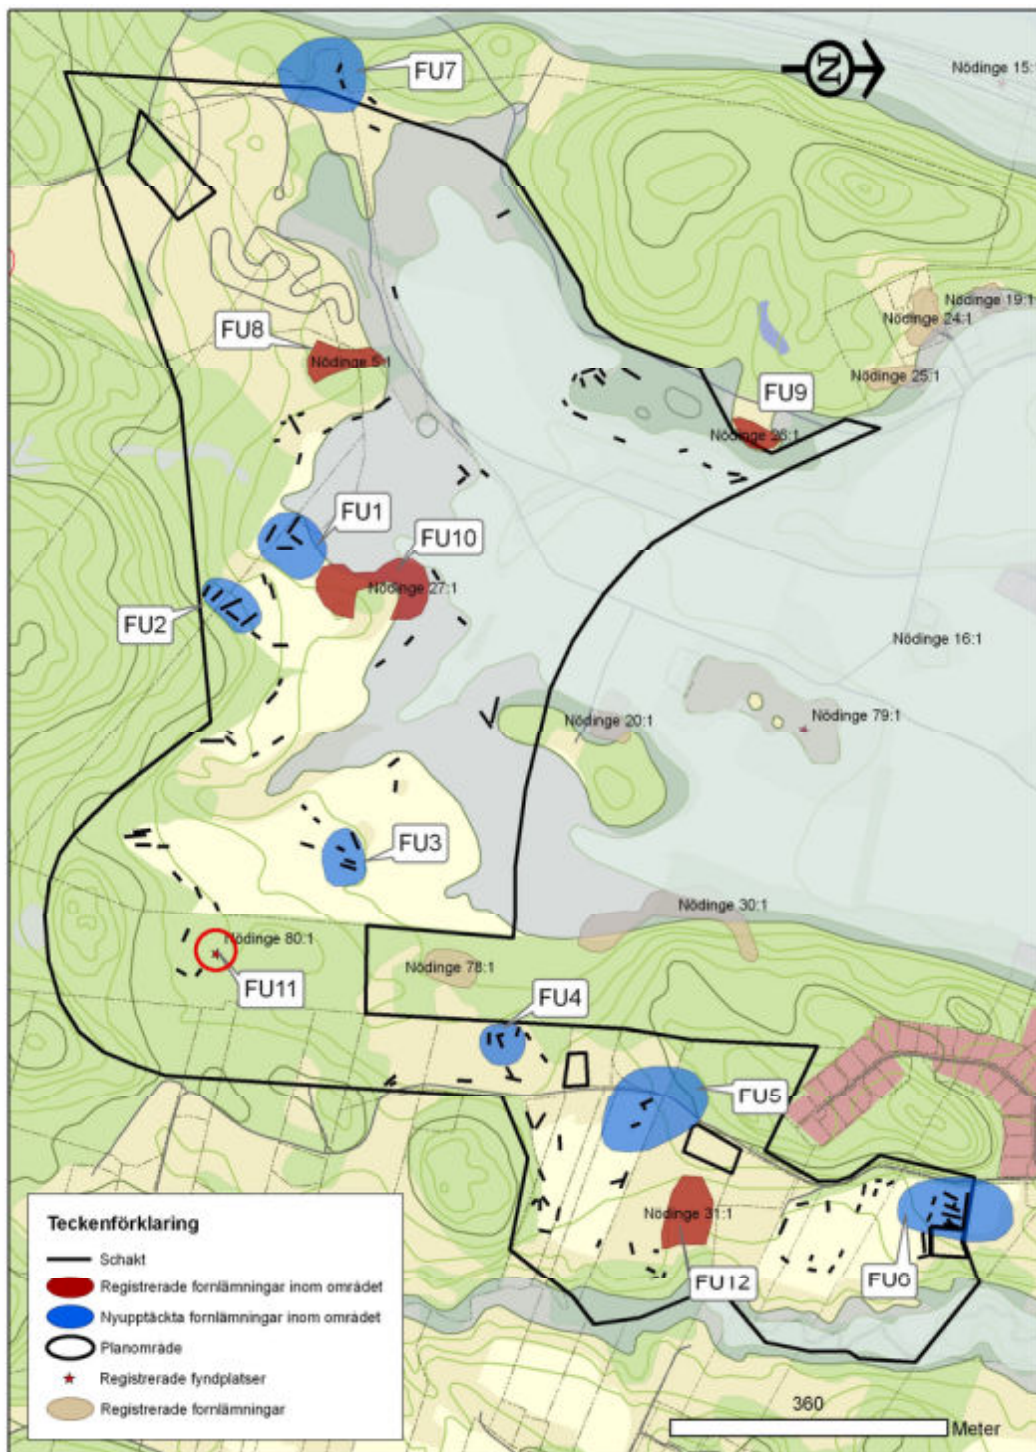 FU7
N
Nödinge 15:
Nödinge 19:1
Nödinge 24:1
FU8
Nödinge 5:1
Nödinge 25:1
FU9
Nödinge 26:1
FU1
FU10
Nödinge 27:1
FU2
Nödinge 16:1
Nödinge 20:1
Nödinge 79:1
FU3
Nödinge 30:1
Nödinge 80:1
Nödinge 78:1
FU11
FU4
FU5
Nödinge 31:1
FU12
FU6
Teckenförklaring
Schakt
Registrerade fornlämningar inom området
Nyupptäckta fornlämningar inom området
Planområde
Registrerade fyndplatser
Registrerade fornlämningar
360
Meter